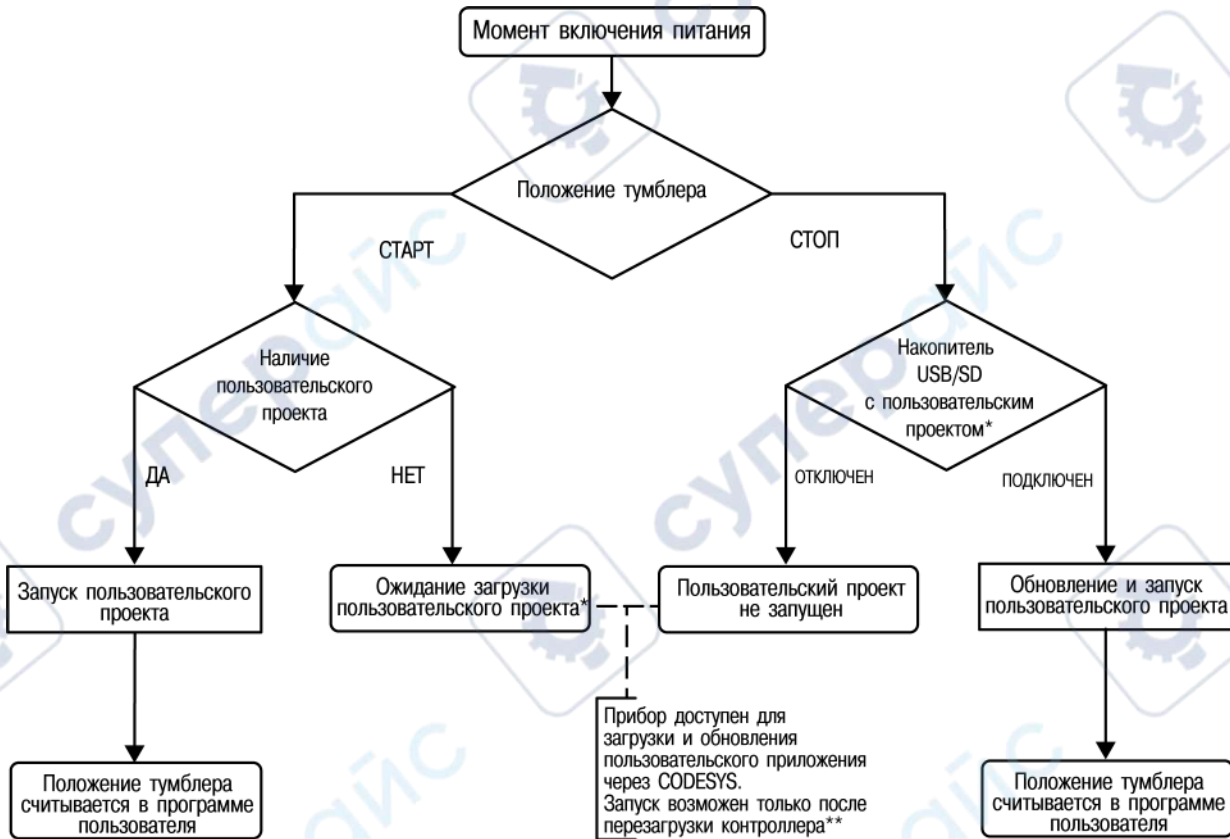 Момент включения питания
Положение тумблера
СТАРТ
СТОП
Наличие
пользовательского
проекта
Накопитель
USB/SD
с пользовательским
проектом*
ДА
НЕТ
ОТКЛЮЧЕН
ПОДКЛЮЧЕН
Запуск пользовательского
проекта
Ожидание загрузки
пользовательского проекта*
Пользовательский проект
не запущен
Обновление и запуск
пользовательского проекта
Прибор доступен для
загрузки и обновления
пользовательского приложения
через CODESYS.
Запуск возможен только после
перезагрузки контроллера**
Положение тумблера
считывается в программе
пользователя
Положение тумблера
считывается в программе
пользователя
суперайс
суперайс